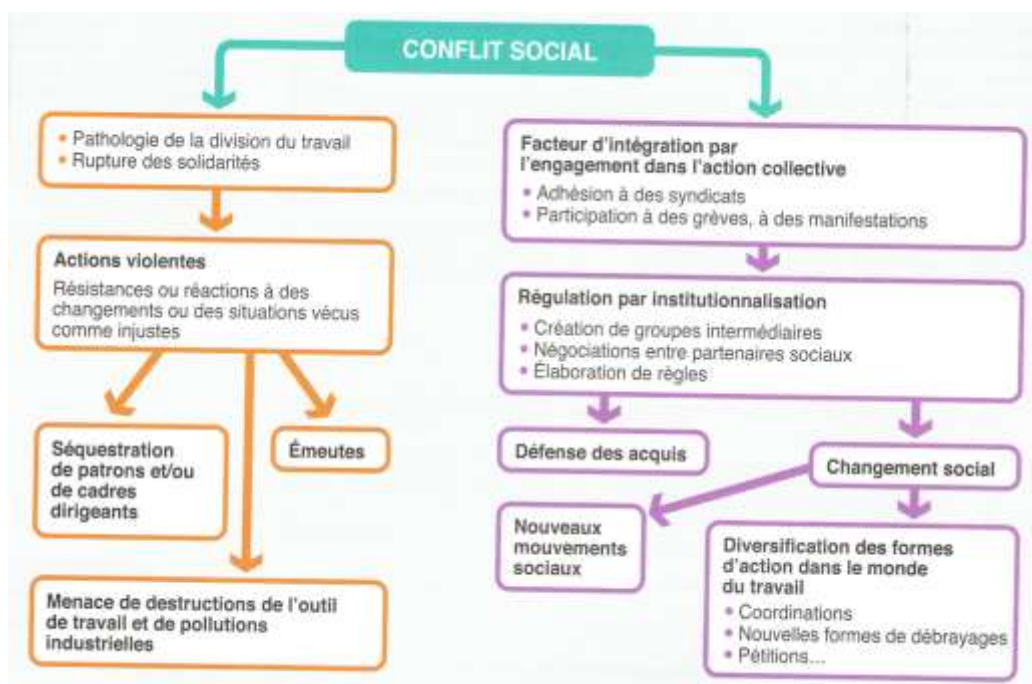 CONFLIT SOCIAL
• Pathologie de la division du travail
• Rupture des solidarités
Actions violentes
Résistances ou réactions à des
changements ou des situations vécus
comme injustes
Séquestration
de patrons et/ou
de cadres
dirigeants
Émeutes
Menace de destructions de l'outil
de travail et de pollutions
industrielles
Facteur d'intégration par
l'engagement dans l'action collective
• Adhésion à des syndicats
• Participation à des grèves, à des manifestations
Régulation par institutionnalisation
• Création de groupes intermédiaires
• Négociations entre partenaires sociaux
• Élaboration de règles
Défense des acquis
Changement social
Nouveaux
mouvements
sociaux
Diversification des formes
d'action dans le monde
du travail
• Coordinations
• Nouvelles formes de débrayages
• Pétitions...